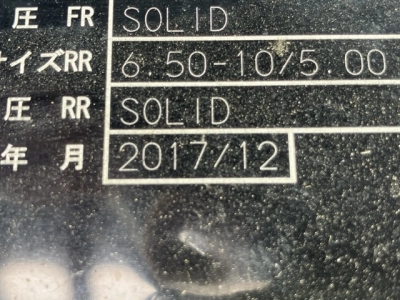 圧 FR SOLID
イズRR 6.50-10/5.00
圧 RR SOLID
年 月 2017/12